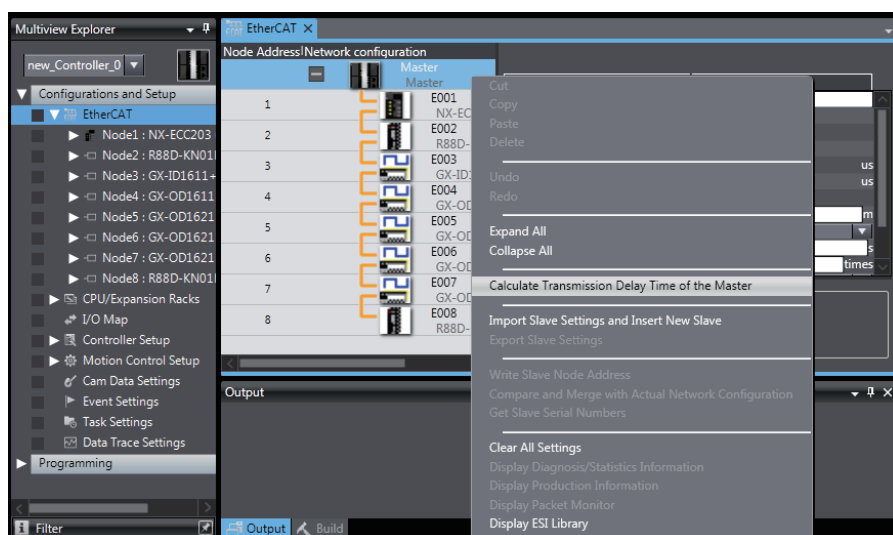 Multiview Explorer
new_Controller_0
Configurations and Setup
EtherCAT
Node1 : NX-ECC203
Node2 : R88D-KN01
Node3 : GX-ID1611+
Node4 : GX-OD1611
Node5 : GX-OD1621
Node6 : GX-OD1621
Node7 : GX-OD1621
Node8 : R88D-KN01
CPU/Expansion Racks
I/O Map
Controller Setup
Motion Control Setup
Cam Data Settings
Event Settings
Task Settings
Data Trace Settings
Programming
Filter
EtherCAT
Node Address|Network configuration
Master
Master
1
E001
NX-EC
2
E002
R88D-
3
E003
GX-ID
4
E004
GX-OD
5
E005
GX-OD
6
E006
GX-OD
7
E007
GX-OD
8
E008
R88D-
Cut
Copy
Paste
Delete
Undo
Redo
Expand All
Collapse All
Calculate Transmission Delay Time of the Master
Import Slave Settings and Insert New Slave
Export Slave Settings
Write Slave Node Address
Compare and Merge with Actual Network Configuration
Get Slave Serial Numbers
Clear All Settings
Display Diagnosis/Statistics Information
Display Production Information
Display Packet Monitor
Display ESI Library
us
us
m
s
times
Output
Output
Build